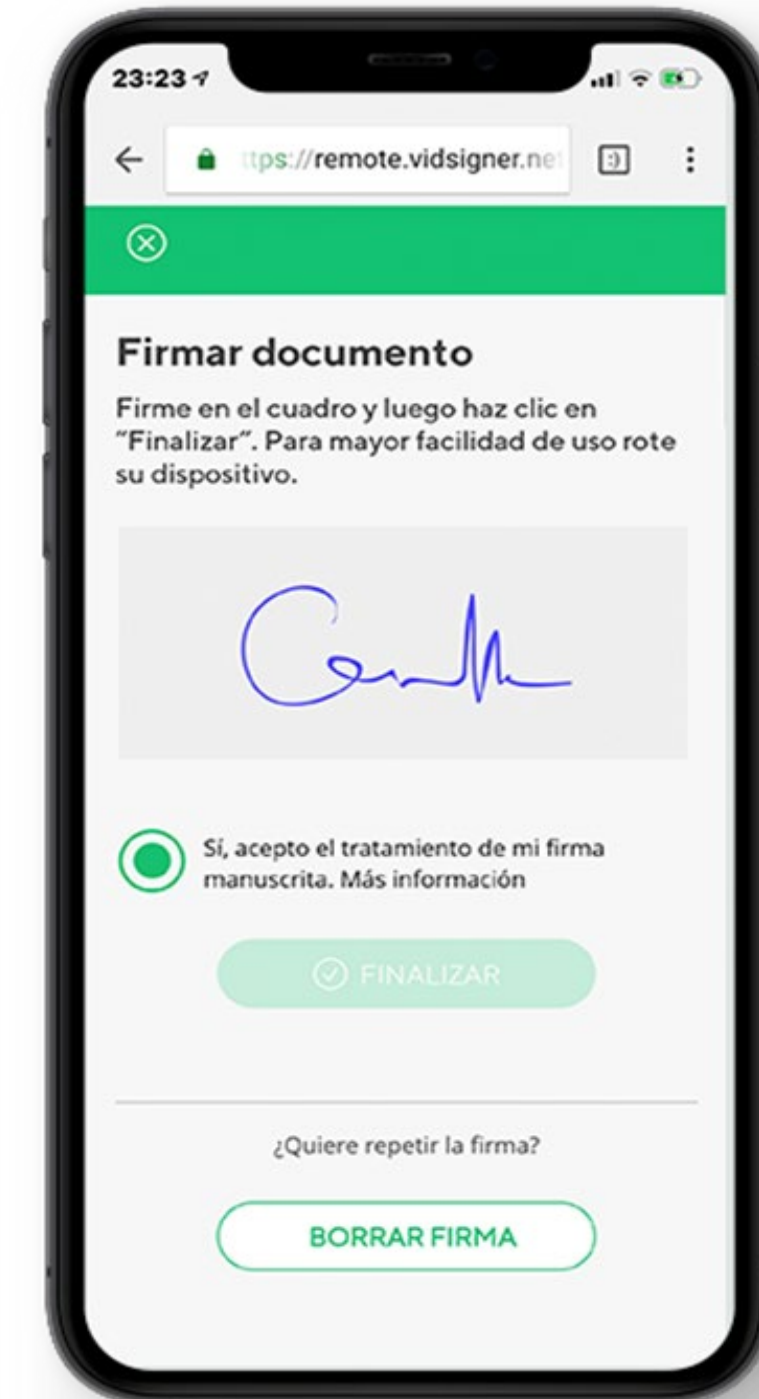 23:23
ttps://remote.vidsigner.net
:)
Firmar documento
Firme en el cuadro y luego haz clic en
"Finalizar". Para mayor facilidad de uso rote
su dispositivo.
Sí, acepto el tratamiento de mi firma
manuscrita. Más información
FINALIZAR
¿Quiere repetir la firma?
BORRAR FIRMA